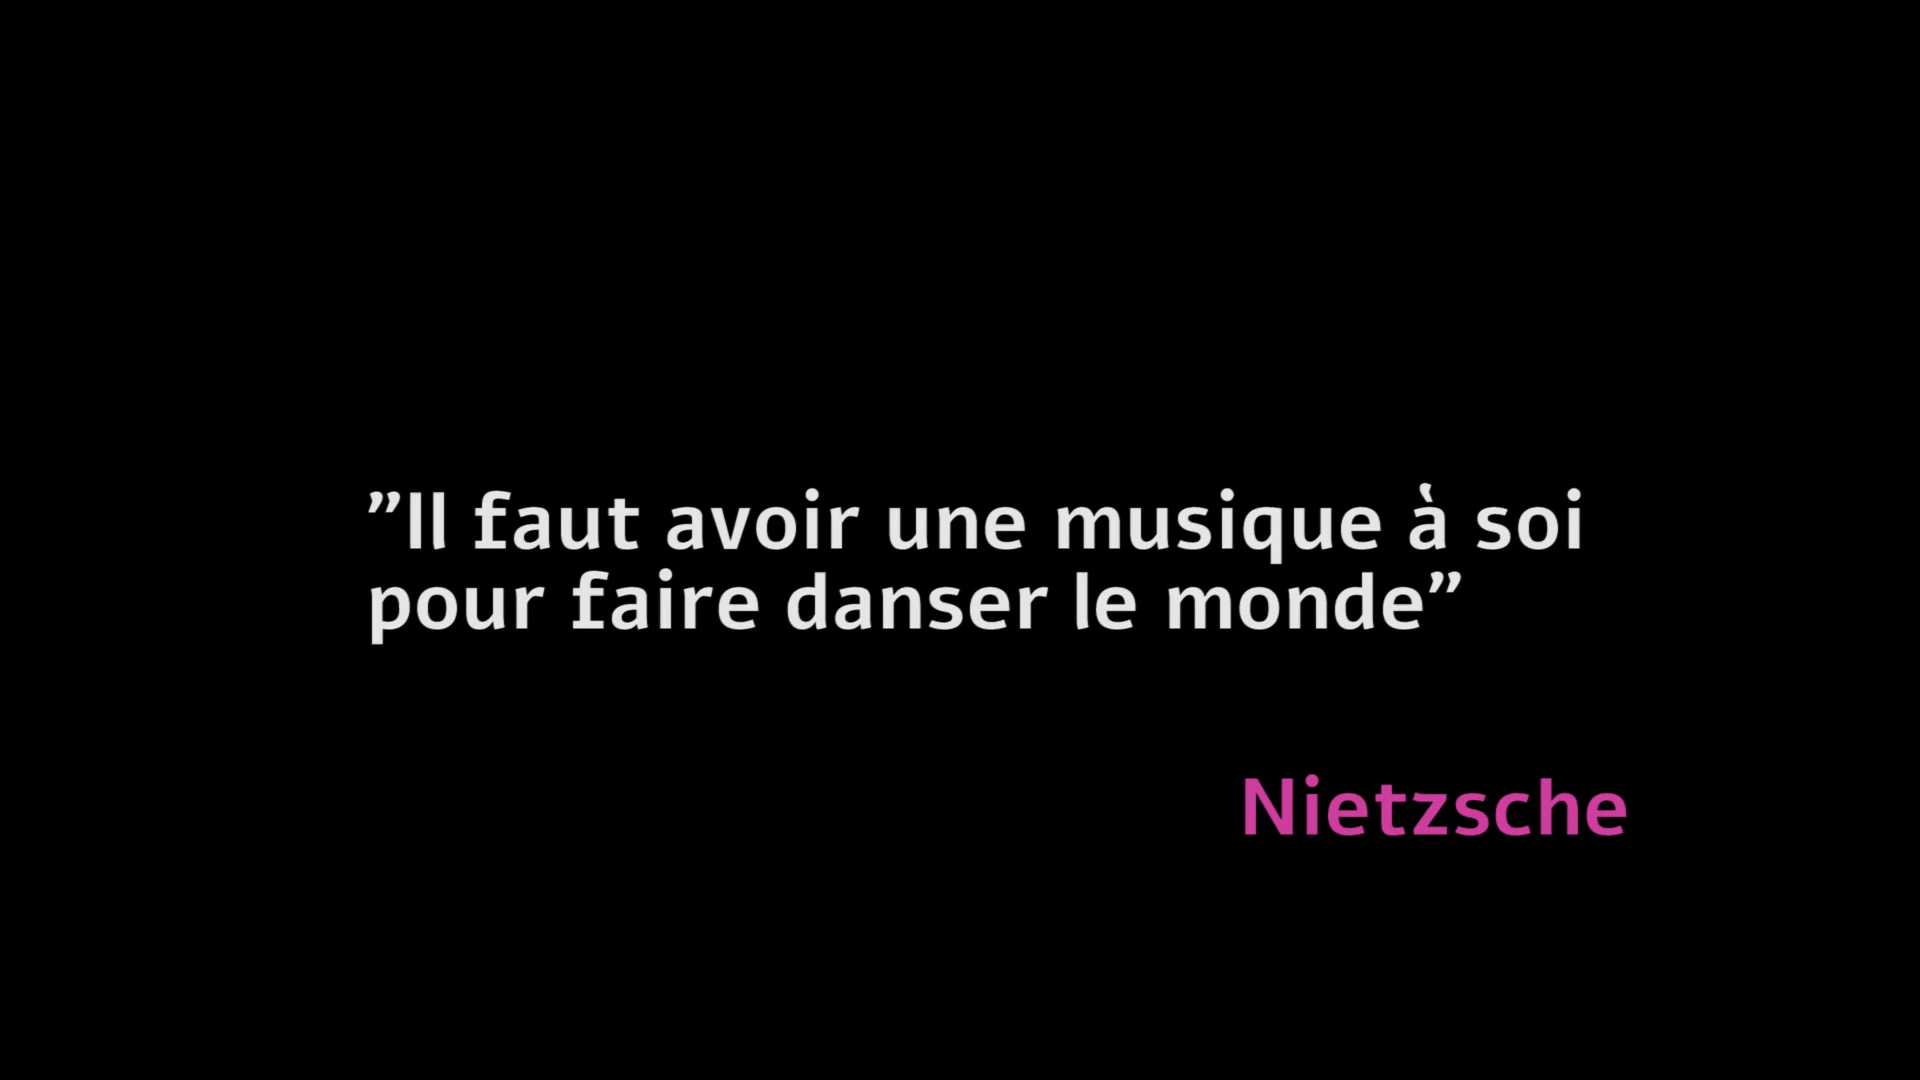 ”Il faut avoir une musique à soi
pour faire danser le monde”
Nietzsche